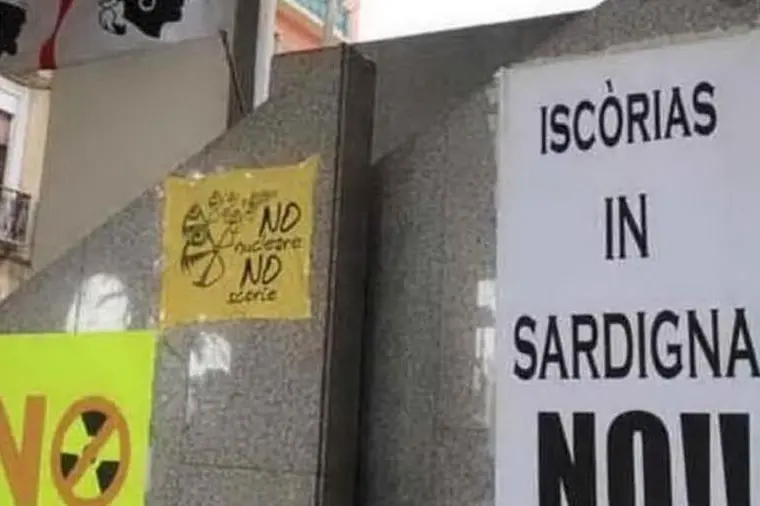 NO
nucleare
NO
scorie
NO
ISCÒRIAS
IN
SARDIGNA
NO!!